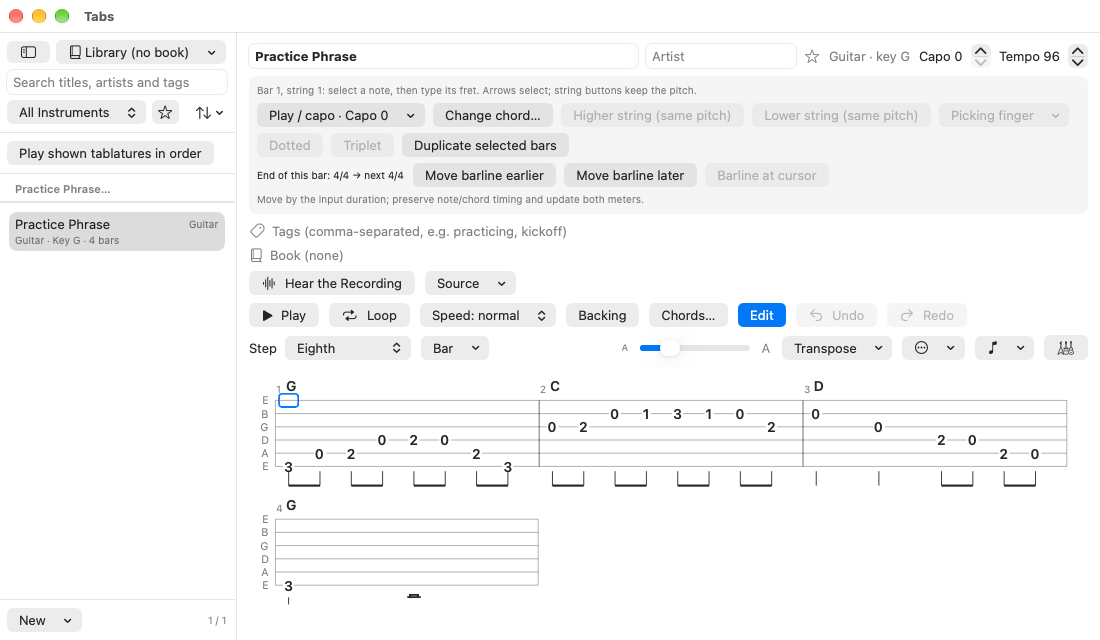 Tabs
Library (no book)
Search titles, artists and tags
All Instruments
Play shown tablatures in order
Practice Phrase...
Practice Phrase Guitar
Guitar · Key G · 4 bars
New 1 / 1
Practice Phrase Artist Guitar · key G Capo 0 Tempo 96
Bar 1, string 1: select a note, then type its fret. Arrows select; string buttons keep the pitch.
Play / capo · Capo 0 Change chord... Higher string (same pitch) Lower string (same pitch) Picking finger
Dotted Triplet Duplicate selected bars
End of this bar: 4/4 → next 4/4 Move barline earlier Move barline later Barline at cursor
Move by the input duration; preserve note/chord timing and update both meters.
Tags (comma-separated, e.g. practicing, kickoff)
Book (none)
Hear the Recording Source
Play Loop Speed: normal Backing Chords... Edit Undo Redo
Step Eighth Bar A A Transpose
1 G 2 C 3 D
E
B 0 1 3 1 0 0
G 0 2 2 0
D 0 2 0 2 0
A 0 2 2 2 0
E 3 3
4 G
E
B
G
D
A
E 3